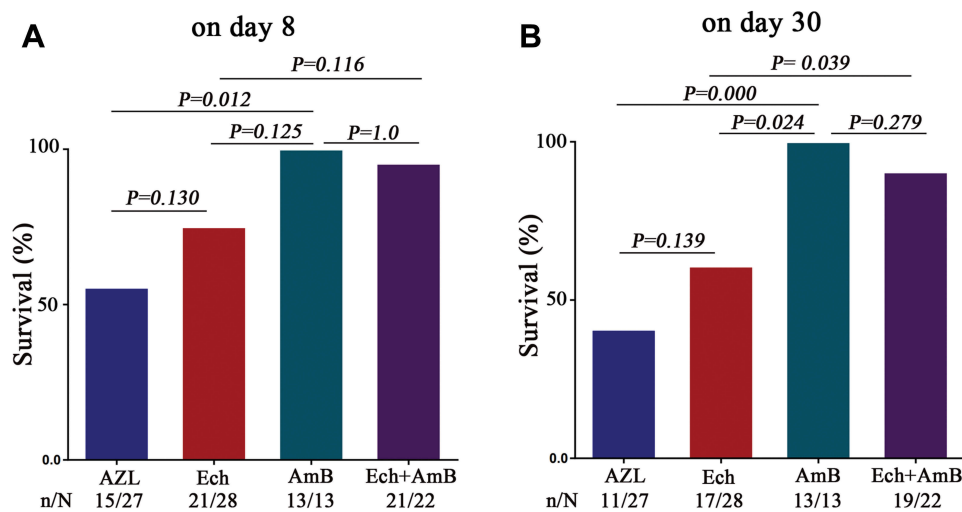 A
on day 8
P=0.116
P=0.012
P=0.125
P=1.0
P=0.130
100
50
0.0
Survival (%)
AZL
Ech
AmB
Ech+AmB
n/N
15/27
21/28
13/13
21/22
B
on day 30
P= 0.039
P=0.000
P=0.024
P=0.279
P=0.139
100
50
0.0
Survival (%)
AZL
Ech
AmB
Ech+AmB
n/N
11/27
17/28
13/13
19/22